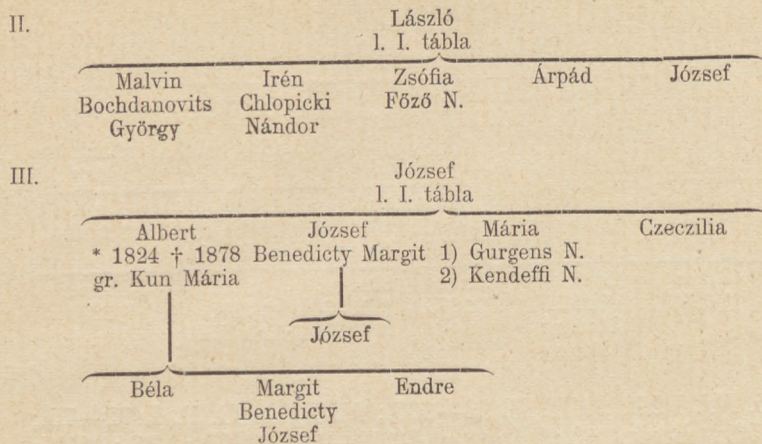 II.
László
l. I. tábla
Malvin Irén Zsófia Árpád József
Bochdanovits Chlopicki Főző N.
György Nándor
III.
József
l. I. tábla
Albert József Mária Czeczilia
* 1824 † 1878 Benedicty Margit 1) Gurgens N.
gr. Kun Mária 2) Kendeffi N.
József
Béla Margit Endre
Benedicty
József